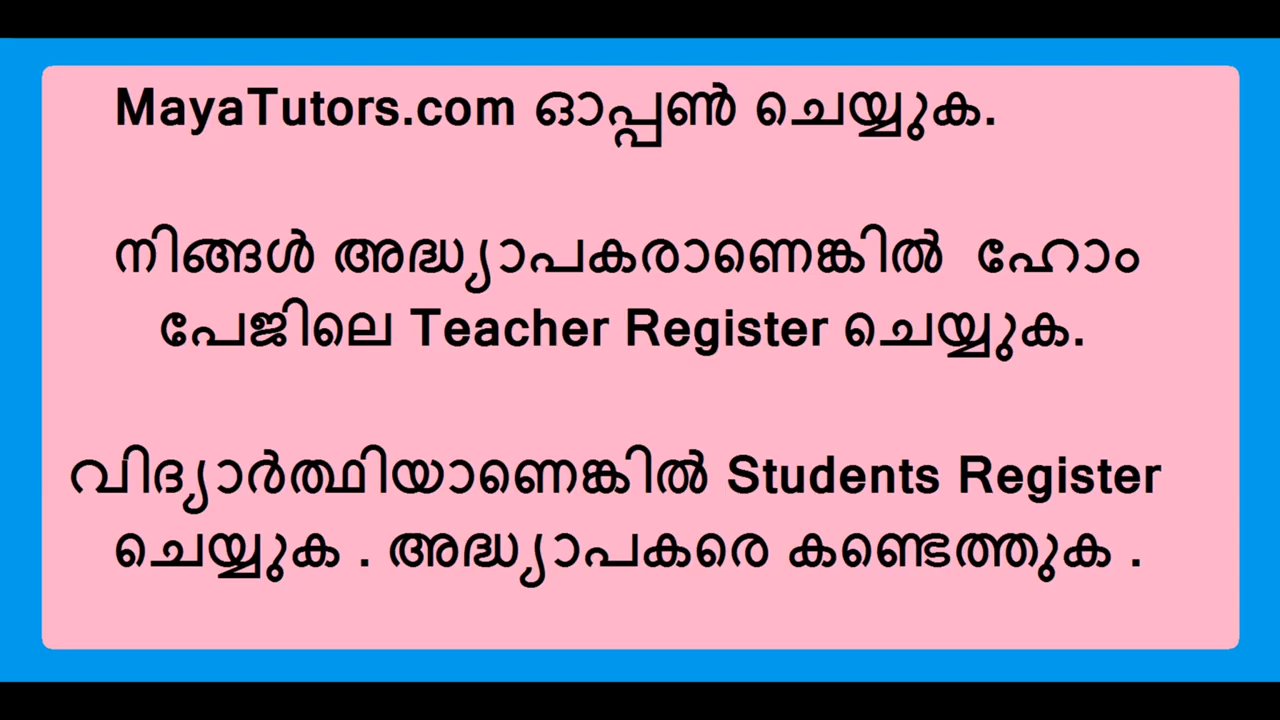 MayaTutors.com ഓപ്പൺ ചെയ്യുക.
നിങ്ങൾ അദ്ധ്യാപകരാണെങ്കിൽ ഹോം
പേജിലെ Teacher Register ചെയ്യുക.
വിദ്യാർത്ഥിയാണെങ്കിൽ Students Register
ചെയ്യുക . അദ്ധ്യാപകരെ കണ്ടെത്തുക .